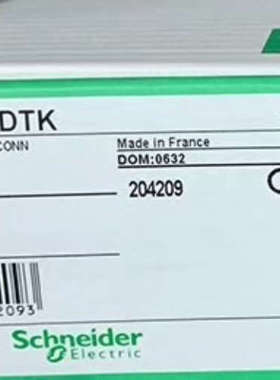 DTK
CONN
Made in France
DOM:0632
204209
2093
Schneider
Electric